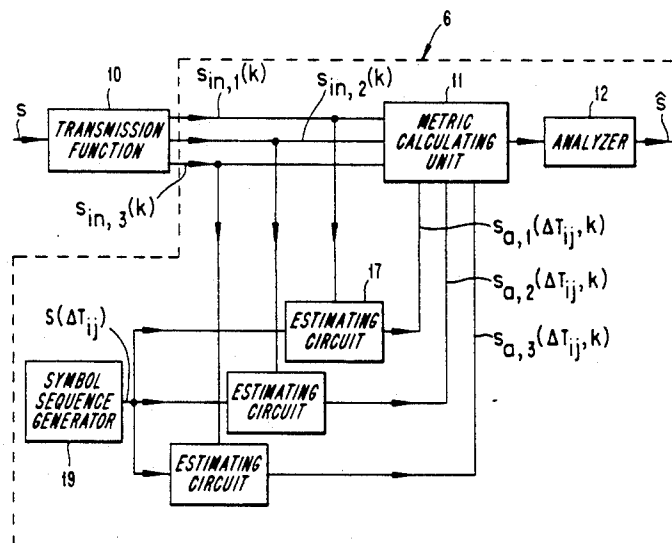 6
10
S
TRANSMISSION
FUNCTION
s_in,1(k)
s_in,2(k)
s_in,3(k)
11
METRIC
CALCULATING
UNIT
12
ANALYZER
Ŝ
s_a,1(ΔT_ij,k)
s_a,2(ΔT_ij,k)
s_a,3(ΔT_ij,k)
17
ESTIMATING
CIRCUIT
S(ΔT_ij)
ESTIMATING
CIRCUIT
SYMBOL
SEQUENCE
GENERATOR
19
ESTIMATING
CIRCUIT